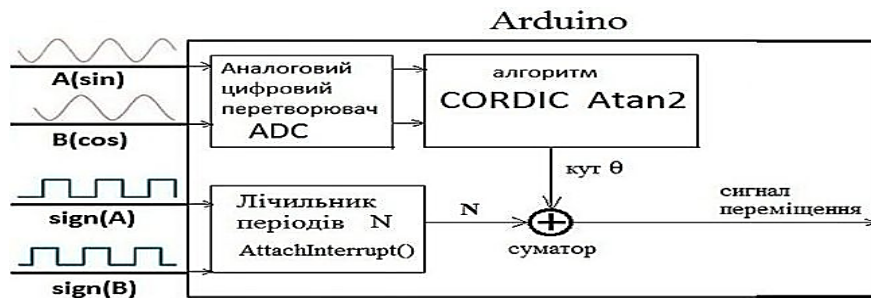 Arduino
A(sin)
B(cos)
sign(A)
sign(B)
Аналоговий
цифровий
перетворювач
ADC
алгоритм
CORDIC Atan2
кут θ
Лічильник
періодів N
AttachInterrupt()
N
суматор
сигнал
переміщення